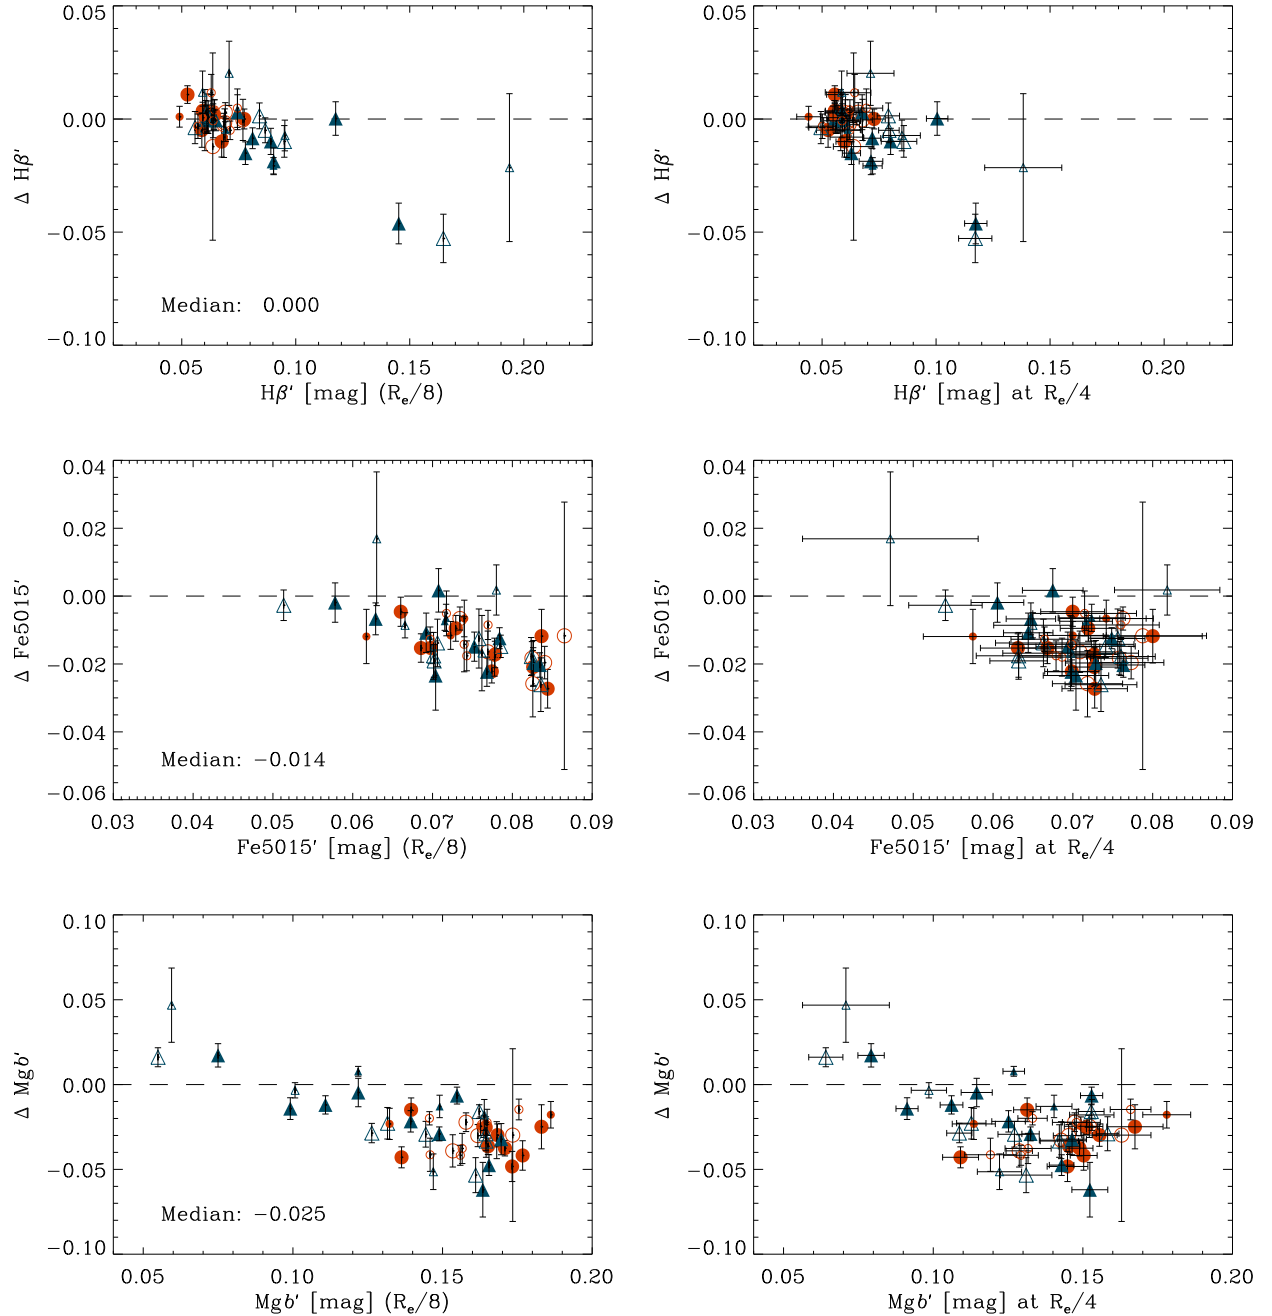 0.05
0.00
−0.05
−0.10
Δ Hβ′
Median: 0.000
0.05 0.10 0.15 0.20
Hβ′ [mag] (Re/8)
0.05
0.00
−0.05
−0.10
Δ Hβ′
0.05 0.10 0.15 0.20
Hβ′ [mag] at Re/4
0.04
0.02
0.00
−0.02
−0.04
−0.06
Δ Fe5015′
Median: −0.014
0.03 0.04 0.05 0.06 0.07 0.08 0.09
Fe5015′ [mag] (Re/8)
0.04
0.02
0.00
−0.02
−0.04
−0.06
Δ Fe5015′
0.03 0.04 0.05 0.06 0.07 0.08 0.09
Fe5015′ [mag] at Re/4
0.10
0.05
0.00
−0.05
−0.10
Δ Mgb′
Median: −0.025
0.05 0.10 0.15 0.20
Mgb′ [mag] (Re/8)
0.10
0.05
0.00
−0.05
−0.10
Δ Mgb′
0.05 0.10 0.15 0.20
Mgb′ [mag] at Re/4